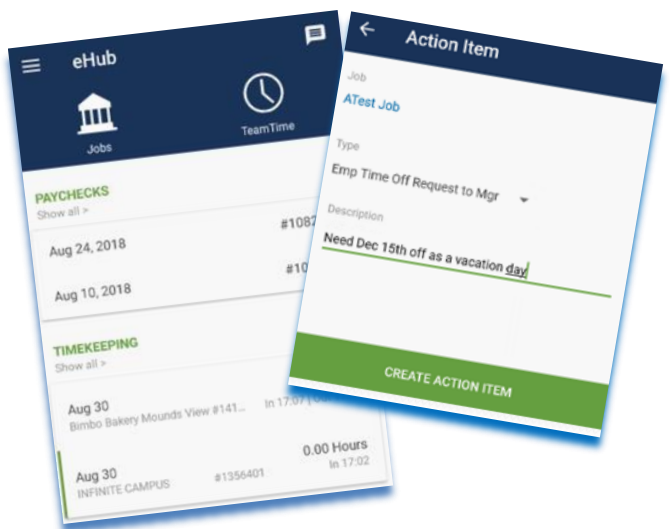 eHub
Jobs
TeamTime
PAYCHECKS
Show all >
Aug 24, 2018
Aug 10, 2018
TIMEKEEPING
Show all >
Aug 30
Bimbo Bakery Mounds View #141...
In 17:07
Aug 30
0.00 Hours
INFINITE CAMPUS #1356401 In 17:02
Action Item
Job
ATest Job
Type
Emp Time Off Request to Mgr
Description
Need Dec 15th off as a vacation day
CREATE ACTION ITEM